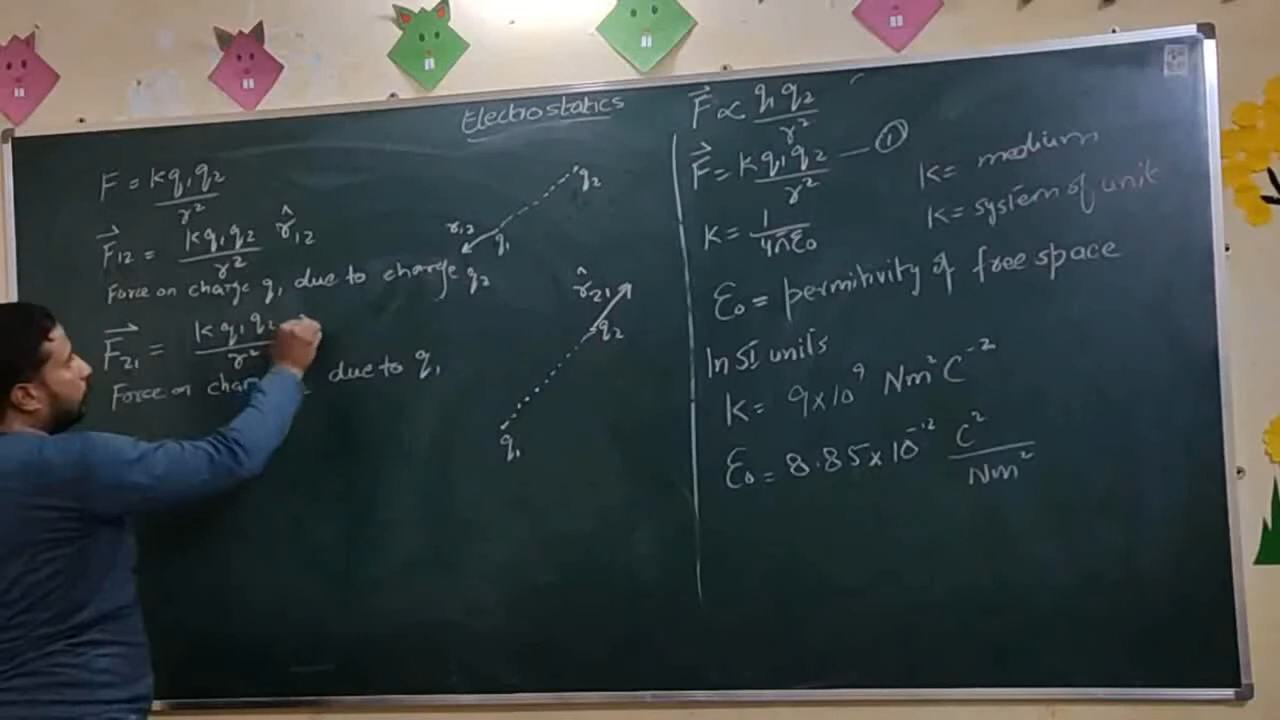 Electrostatics
F = kq₁q₂/r²
F⃗₁₂ = kq₁q₂/r² r̂₁₂
Force on charge q₁ due to charge q₂
F⃗₂₁ = kq₁q₂/r²
Force on due to q₁
q₂
r₁₂
q₁
r̂₂₁
q₂
q₁
F⃗ ∝ q₁q₂/r²
F⃗ = kq₁q₂/r² — ①
k = 1/4πε₀
k = medium
k = system of unit
ε₀ = permitivity of free space
In SI units
k = 9×10⁹ Nm²C⁻²
ε₀ = 8.85×10⁻¹² C²/Nm²